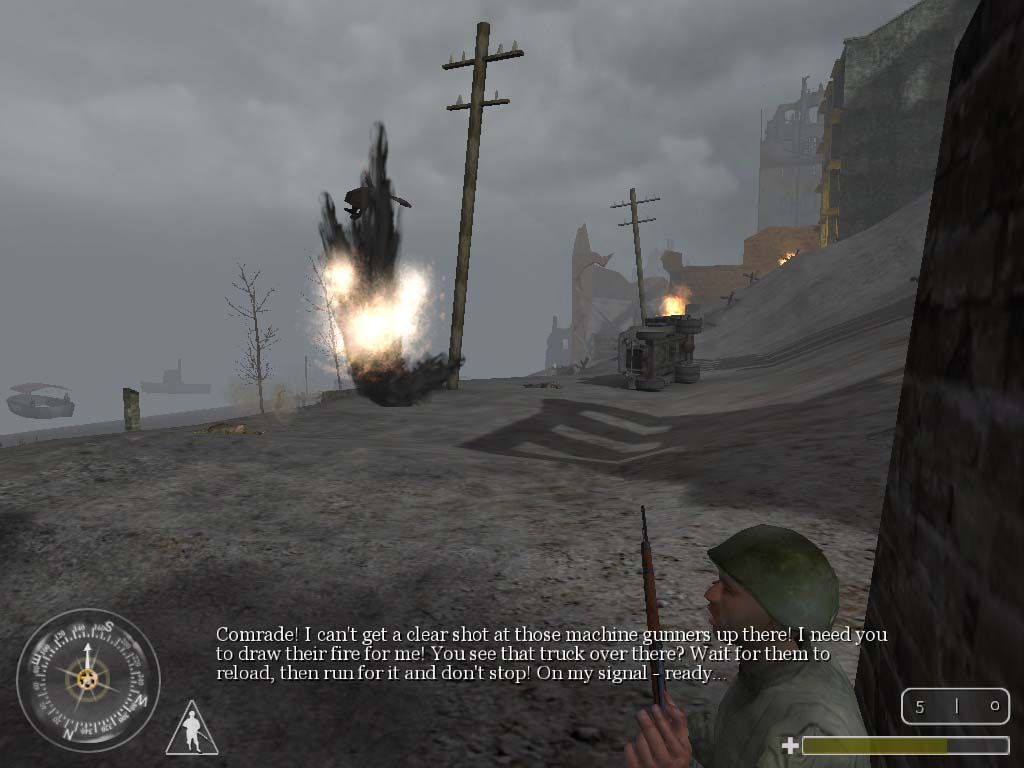 Comrade! I can't get a clear shot at those machine gunners up there! I need you
to draw their fire for me! You see that truck over there? Wait for them to
reload, then run for it and don't stop! On my signal - ready...
S
N
5 | 0